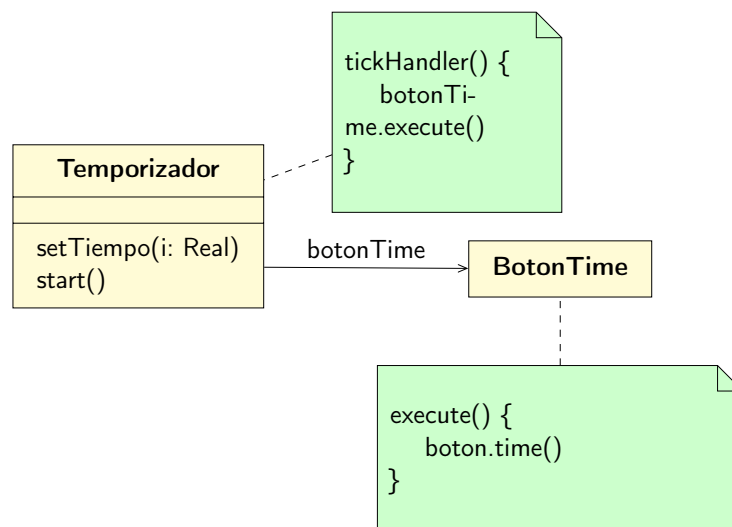 tickHandler() {
botonTi-
me.execute()
}
Temporizador
setTiempo(i: Real)
start()
botonTime
BotonTime
execute() {
boton.time()
}